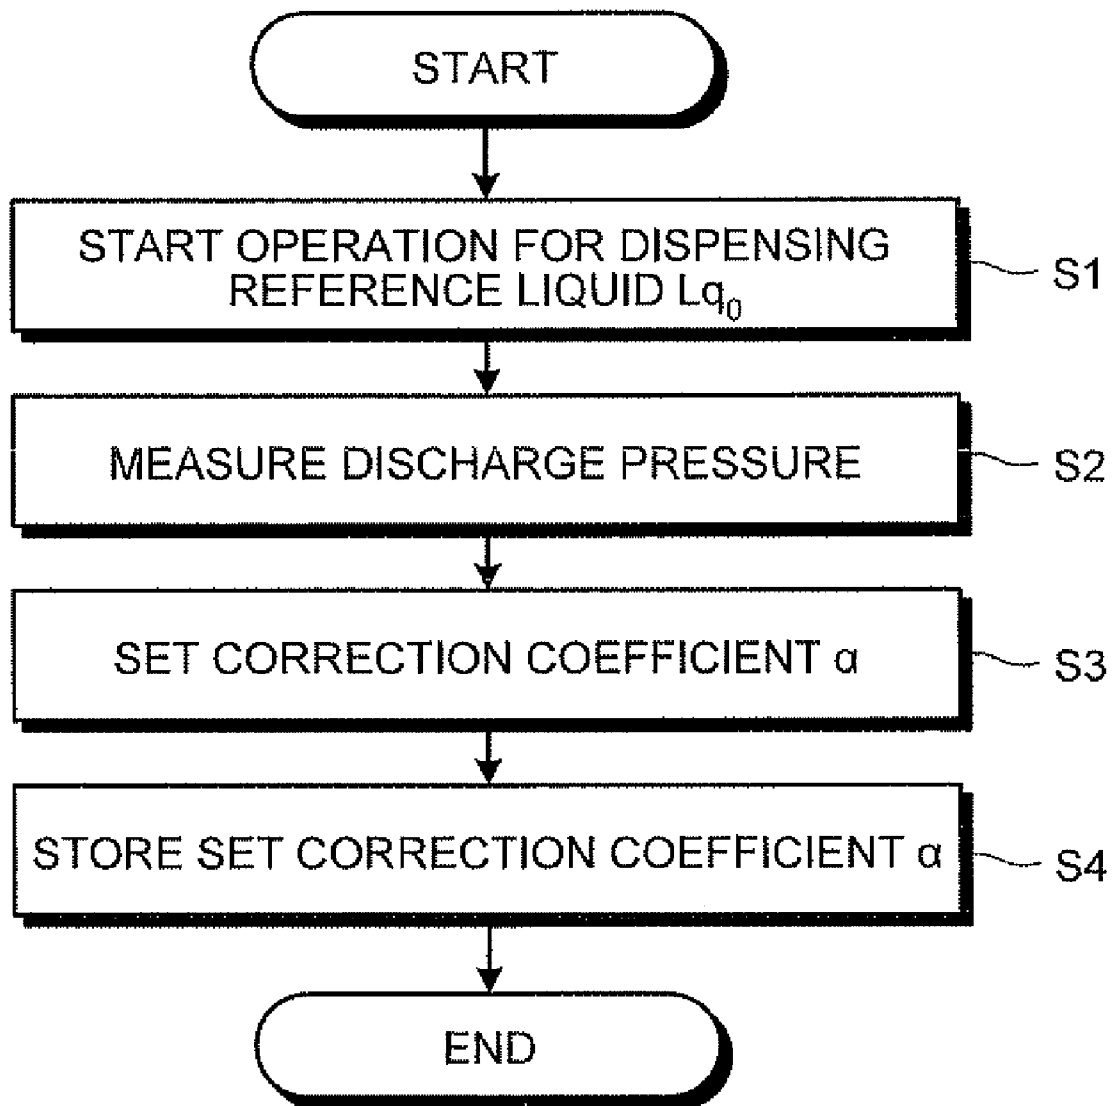 START
START OPERATION FOR DISPENSING
REFERENCE LIQUID Lq₀
S1
MEASURE DISCHARGE PRESSURE
S2
SET CORRECTION COEFFICIENT α
S3
STORE SET CORRECTION COEFFICIENT α
S4
END